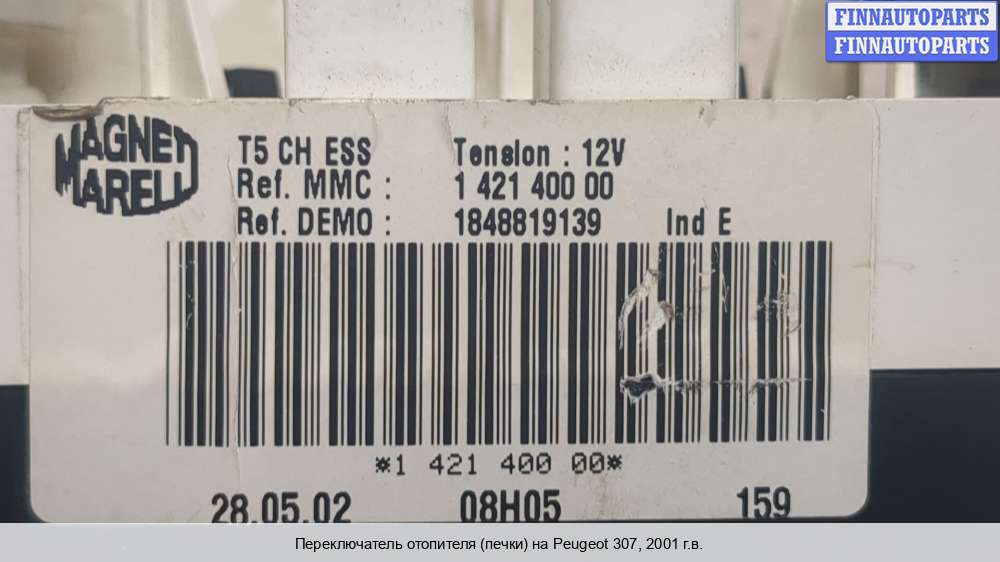 FINNAUTOPARTS
FINNAUTOPARTS
MAGNETI
MARELLI
T5 CH ESS Tension : 12V
Ref. MMC : 1 421 400 00
Ref. DEMO : 1848819139 Ind E
*1 421 400 00*
28.05.02 08H05 159
Переключатель отопителя (печки) на Peugeot 307, 2001 г.в.